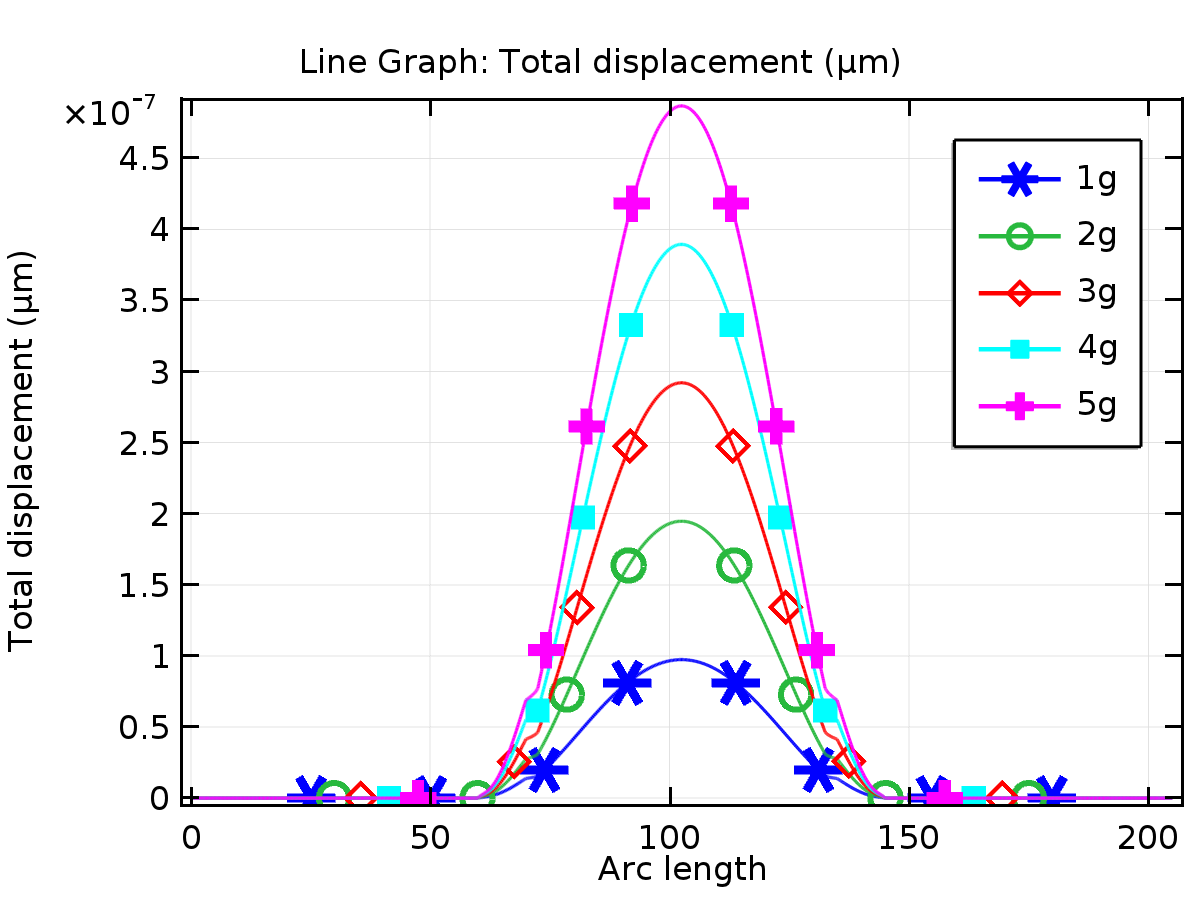 Line Graph: Total displacement (µm)
×10⁻⁷
4.5
4
3.5
3
2.5
2
1.5
1
0.5
0
Total displacement (µm)
0 50 100 150 200
Arc length
1g
2g
3g
4g
5g